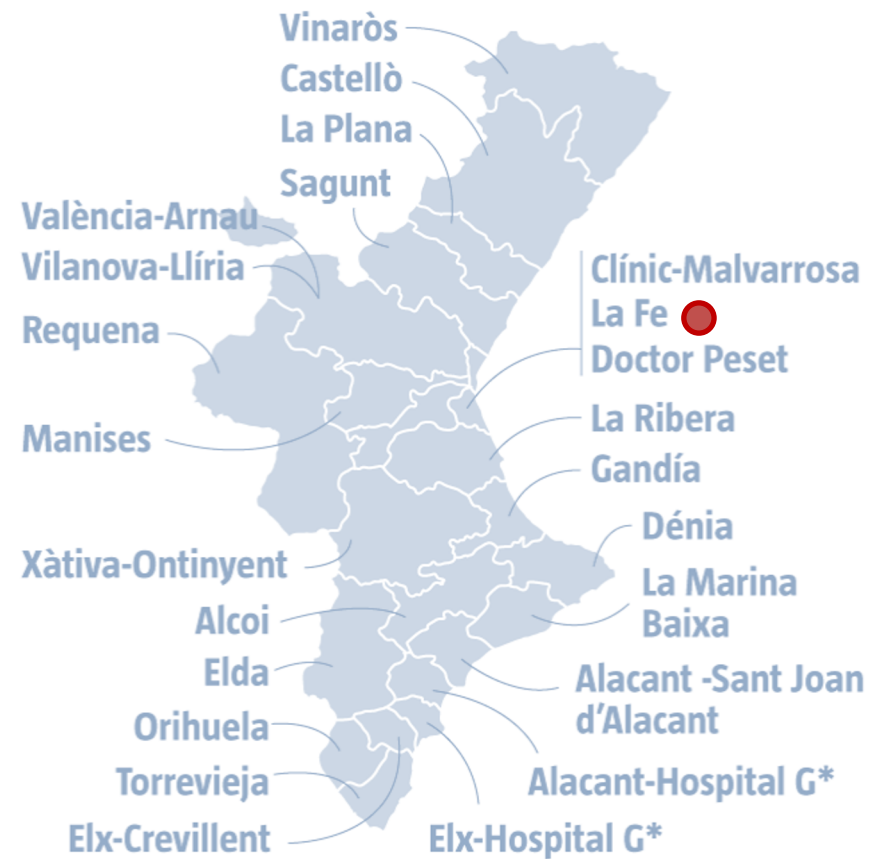 Vinaròs
Castellò
La Plana
Sagunt
València-Arnau
Vilanova-Llíria
Requena
Manises
Xàtiva-Ontinyent
Alcoi
Elda
Orihuela
Torrevieja
Elx-Crevillent
Clínic-Malvarrosa
La Fe
Doctor Peset
La Ribera
Gandía
Dénia
La Marina
Baixa
Alacant -Sant Joan
d’Alacant
Alacant-Hospital G*
Elx-Hospital G*